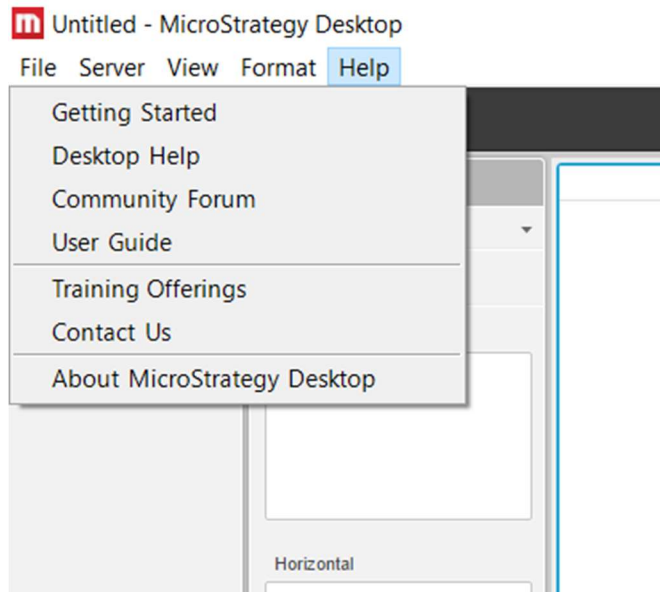 m Untitled - MicroStrategy Desktop
File Server View Format Help
Getting Started
Desktop Help
Community Forum
User Guide
Training Offerings
Contact Us
About MicroStrategy Desktop
Horizontal